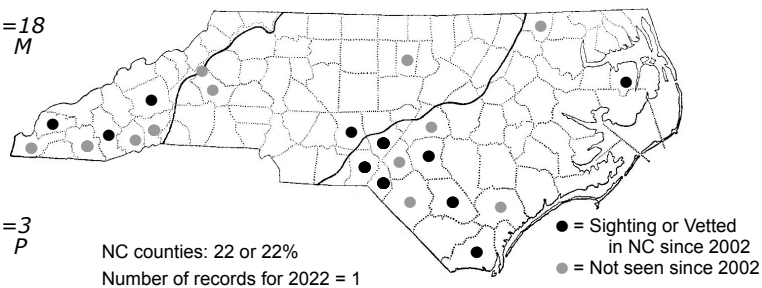 =18
M
=3
P
NC counties: 22 or 22%
Number of records for 2022 = 1
= Sighting or Vetted
in NC since 2002
= Not seen since 2002